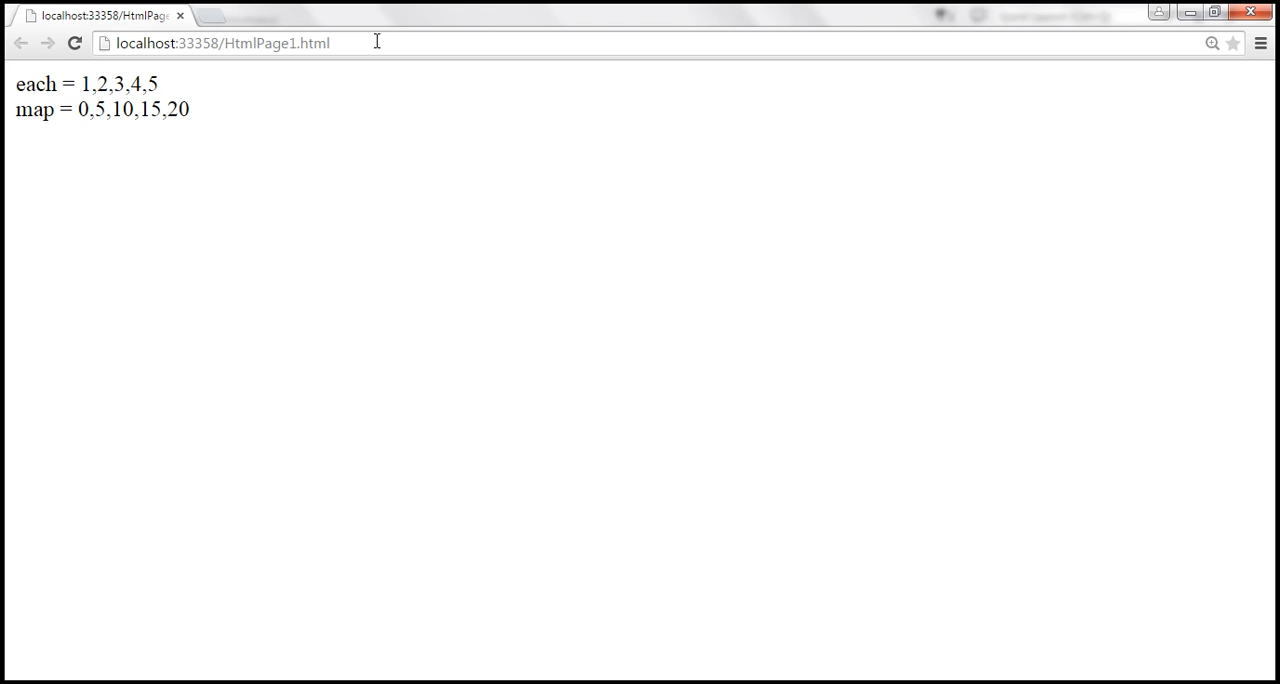 localhost:33358/HtmlPage
localhost:33358/HtmlPage1.html
each = 1,2,3,4,5
map = 0,5,10,15,20